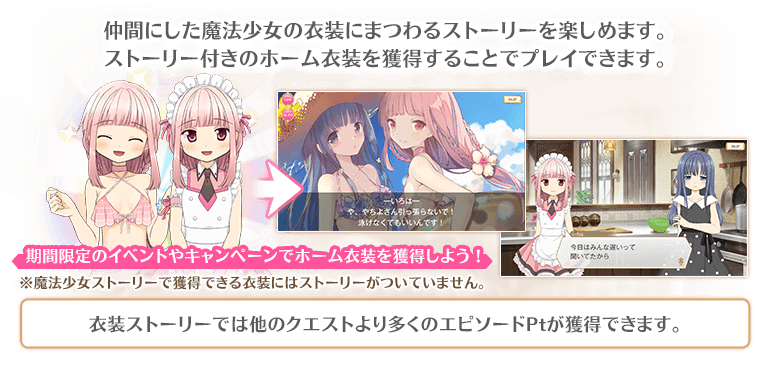 仲間にした魔法少女の衣装にまつわるストーリーを楽しめます。
ストーリー付きのホーム衣装を獲得することでプレイできます。
SKIP
ーいろはー
や、やちよさん引っ張らないで！
泳げなくてもいいんです！
SKIP
今日はみんな遅いって
聞いてたから
期間限定のイベントやキャンペーンでホーム衣装を獲得しよう！
※魔法少女ストーリーで獲得できる衣装にはストーリーがついていません。
衣装ストーリーでは他のクエストより多くのエピソードPtが獲得できます。